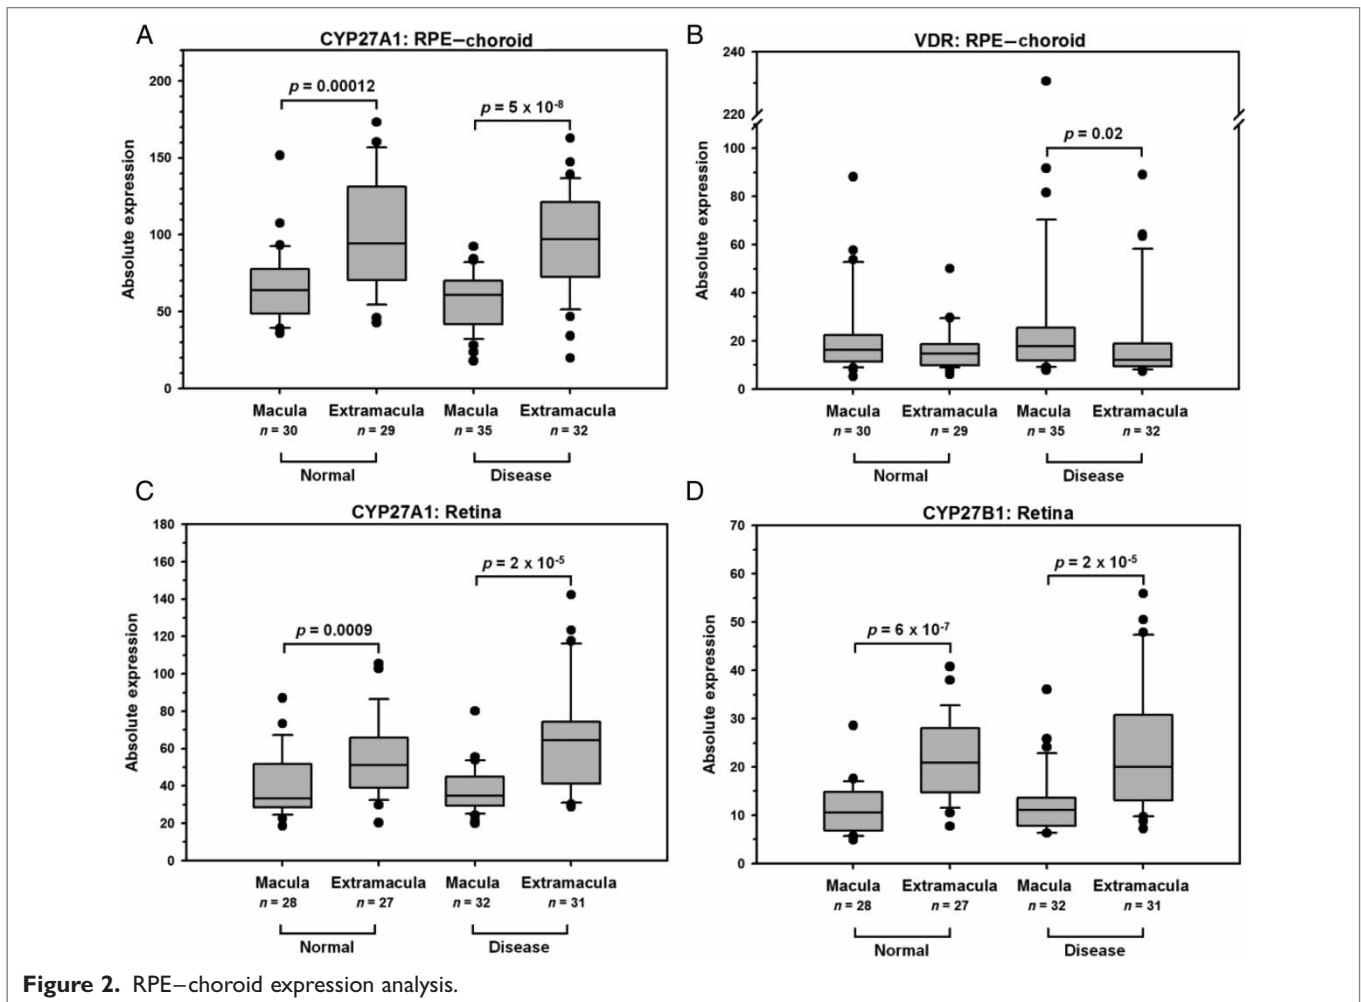 A
CYP27A1: RPE–choroid
Absolute expression
200
150
100
50
0
p = 0.00012
p = 5 x 10-8
Macula Extramacula Macula Extramacula
n = 30 n = 29 n = 35 n = 32
Normal Disease
B
VDR: RPE–choroid
Absolute expression
240
220
100
80
60
40
20
0
p = 0.02
Macula Extramacula Macula Extramacula
n = 30 n = 29 n = 35 n = 32
Normal Disease
C
CYP27A1: Retina
Absolute expression
180
160
140
120
100
80
60
40
20
0
p = 0.0009
p = 2 x 10-5
Macula Extramacula Macula Extramacula
n = 28 n = 27 n = 32 n = 31
Normal Disease
D
CYP27B1: Retina
Absolute expression
70
60
50
40
30
20
10
0
p = 6 x 10-7
p = 2 x 10-5
Macula Extramacula Macula Extramacula
n = 28 n = 27 n = 32 n = 31
Normal Disease
Figure 2. RPE–choroid expression analysis.